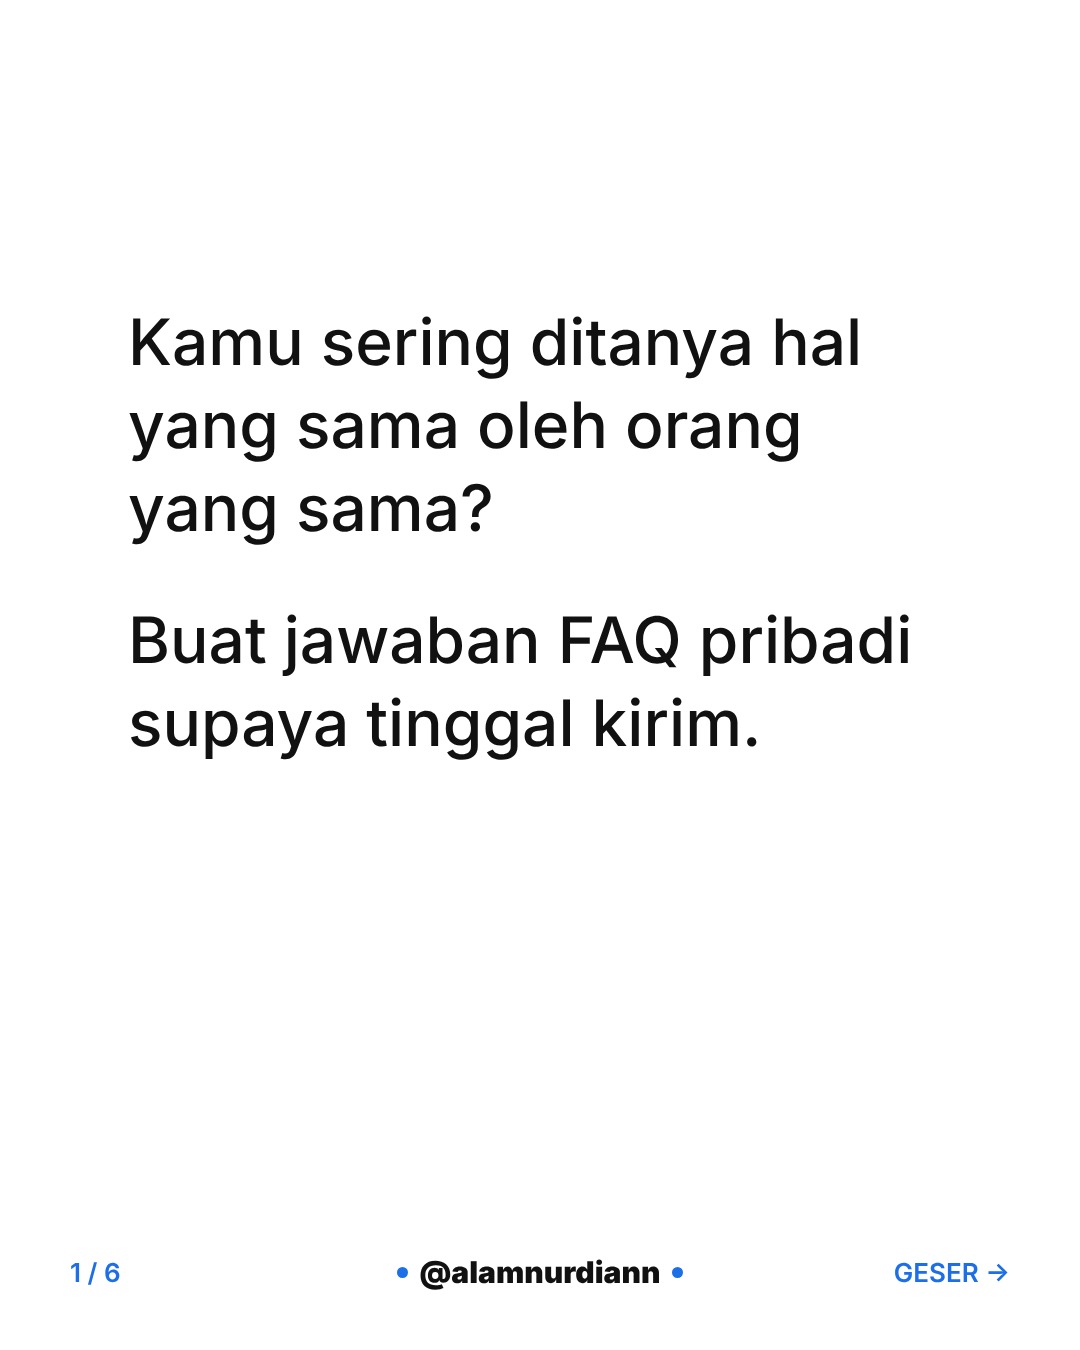 Kamu sering ditanya hal
yang sama oleh orang
yang sama?
Buat jawaban FAQ pribadi
supaya tinggal kirim.
1 / 6
• @alamnurdiann •
GESER →